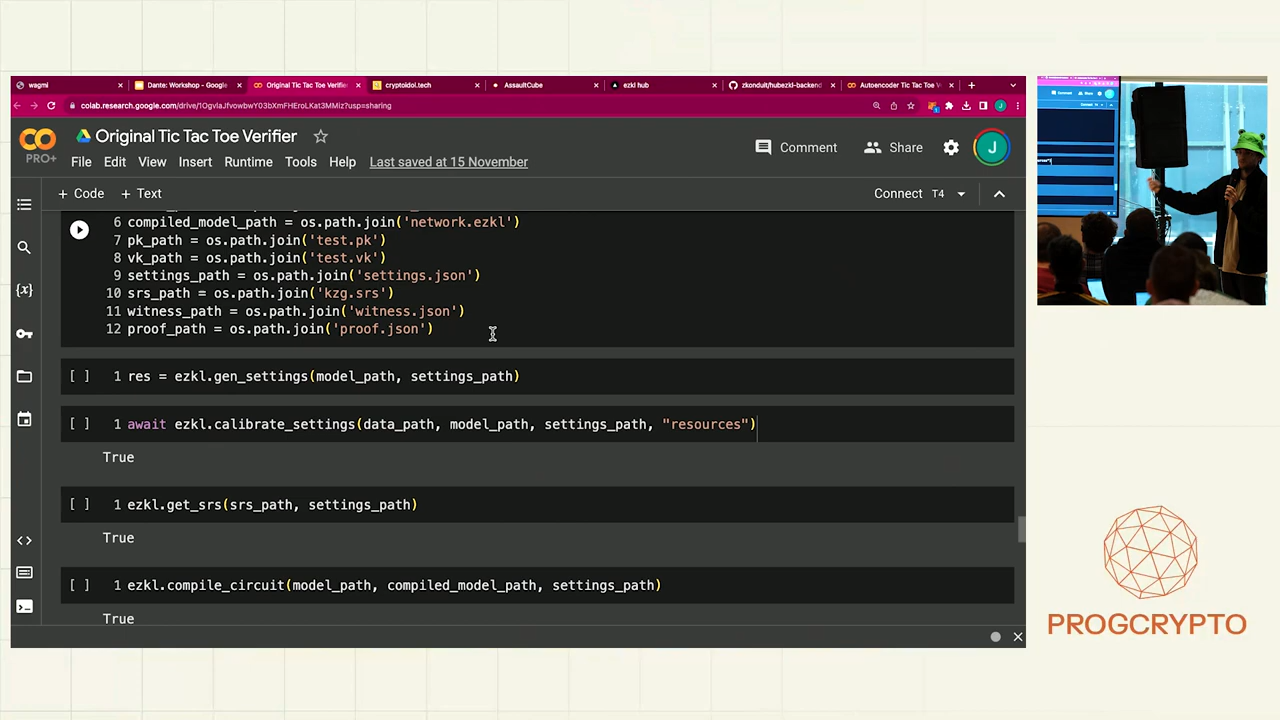 wagmi
Dante: Workshop - Google
Original Tic Tac Toe Verifier
cryptoidol.tech
AssaultCube
ezkl hub
zkonduit/hubezkl-backend
Autoencoder Tic Tac Toe Ve
colab.research.google.com/drive/1OgvlaJfvowbwY03bXmFHEroLKat3MMiz?usp=sharing
Original Tic Tac Toe Verifier
PRO+
File Edit View Insert Runtime Tools Help Last saved at 15 November
Comment Share J
+ Code + Text
Connect T4
6 compiled_model_path = os.path.join('network.ezkl')
7 pk_path = os.path.join('test.pk')
8 vk_path = os.path.join('test.vk')
9 settings_path = os.path.join('settings.json')
10 srs_path = os.path.join('kzg.srs')
11 witness_path = os.path.join('witness.json')
12 proof_path = os.path.join('proof.json')
[ ] 1 res = ezkl.gen_settings(model_path, settings_path)
[ ] 1 await ezkl.calibrate_settings(data_path, model_path, settings_path, "resources")
True
[ ] 1 ezkl.get_srs(srs_path, settings_path)
True
[ ] 1 ezkl.compile_circuit(model_path, compiled_model_path, settings_path)
True
PROGCRYPTO